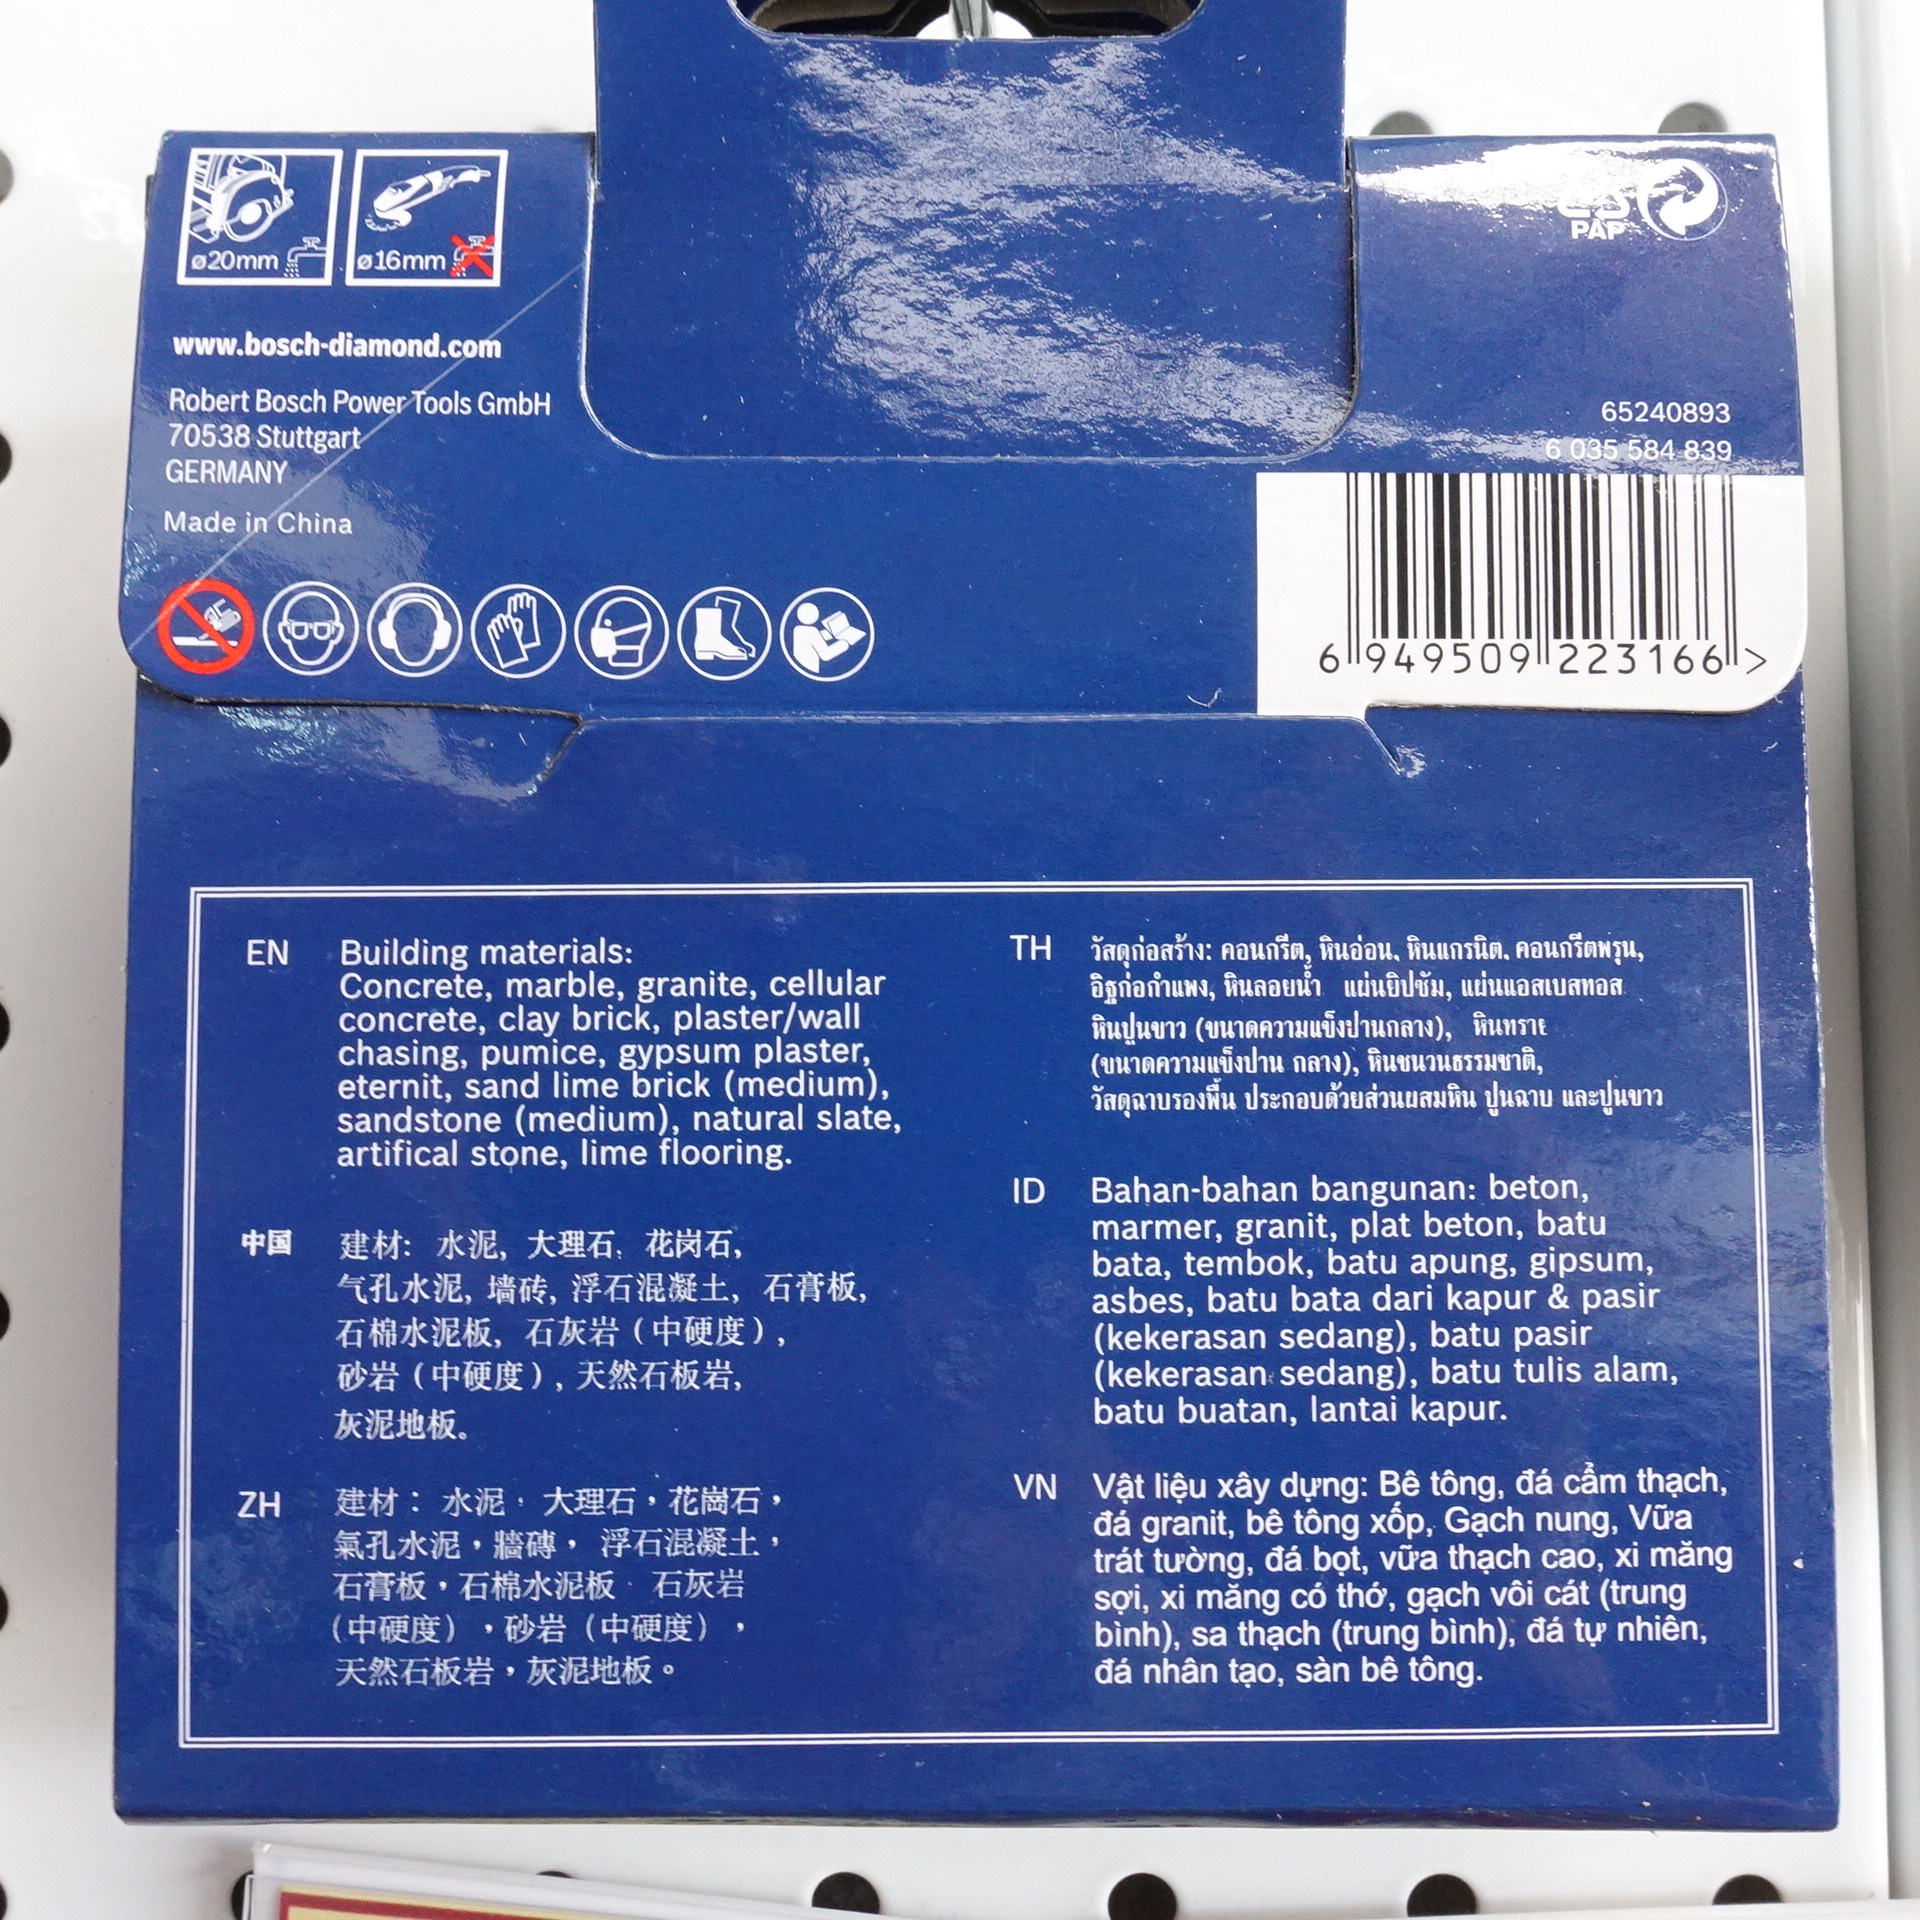 ø20mm
ø16mm
www.bosch-diamond.com
Robert Bosch Power Tools GmbH
70538 Stuttgart
GERMANY
Made in China
PAP
65240893
6 035 584 839
6 949509 223166 >
EN
Building materials:
Concrete, marble, granite, cellular
concrete, clay brick, plaster/wall
chasing, pumice, gypsum plaster,
eternit, sand lime brick (medium),
sandstone (medium), natural slate,
artifical stone, lime flooring.
中国
建材: 水泥, 大理石, 花岗石,
气孔水泥, 墙砖, 浮石混凝土, 石膏板,
石棉水泥板, 石灰岩 (中硬度),
砂岩 (中硬度), 天然石板岩,
灰泥地板。
ZH
建材：水泥，大理石，花崗石，
氣孔水泥，牆磚，浮石混凝土，
石膏板，石棉水泥板 石灰岩
(中硬度)，砂岩 (中硬度)，
天然石板岩，灰泥地板。
TH
วัสดุก่อสร้าง: คอนกรีต, หินอ่อน, หินแกรนิต, คอนกรีตพรุน,
อิฐก่อกำแพง, หินลอยน้ำ แผ่นยิปซัม, แผ่นแอสเบสทอส
หินปูนขาว (ขนาดความแข็งปานกลาง), หินทราย
(ขนาดความแข็งปาน กลาง), หินชนวนธรรมชาติ,
วัสดุฉาบรองพื้น ประกอบด้วยส่วนผสมหิน ปูนฉาบ และปูนขาว
ID
Bahan-bahan bangunan: beton,
marmer, granit, plat beton, batu
bata, tembok, batu apung, gipsum,
asbes, batu bata dari kapur & pasir
(kekerasan sedang), batu pasir
(kekerasan sedang), batu tulis alam,
batu buatan, lantai kapur.
VN
Vật liệu xây dựng: Bê tông, đá cẩm thạch,
đá granit, bê tông xốp, Gạch nung, Vữa
trát tường, đá bọt, vữa thạch cao, xi măng
sợi, xi măng có thớ, gạch vôi cát (trung
bình), sa thạch (trung bình), đá tự nhiên,
đá nhân tạo, sàn bê tông.